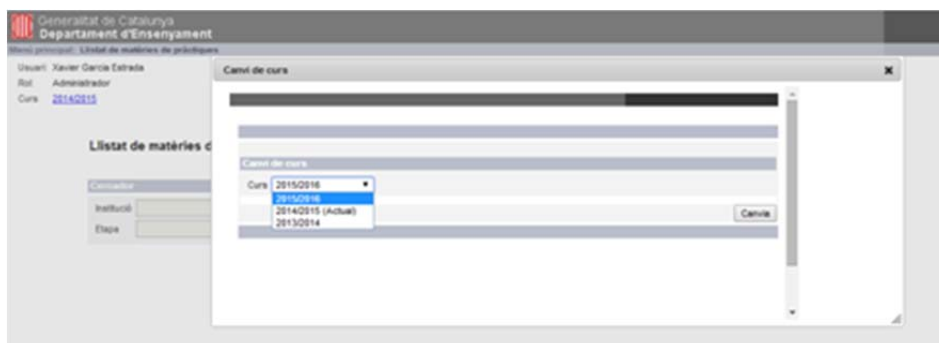 Generalitat de Catalunya
Departament d'Ensenyament
Menú principal: Llistat de matèries de pràctiques
Usuari Xavier Garcia Estrada
Rol Administrador
Curs 2014/2015
Llistat de matèries d
Cercador
Institució
Etapa
Canvi de curs
Canvi de curs
Curs 2015/2016
2015/2016
2014/2015 (Actual)
2013/2014
Canvia